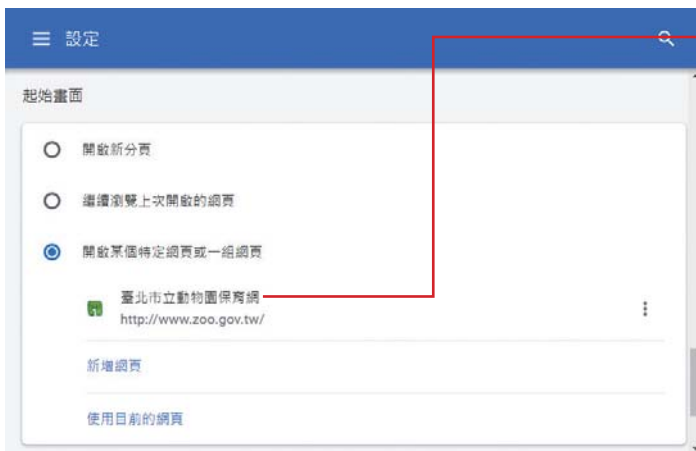 設定
起始畫面
開啟新分頁
繼續瀏覽上次開啟的網頁
開啟某個特定網頁或一組網頁
臺北市立動物園保育網
http://www.zoo.gov.tw/
新增網頁
使用目前的網頁